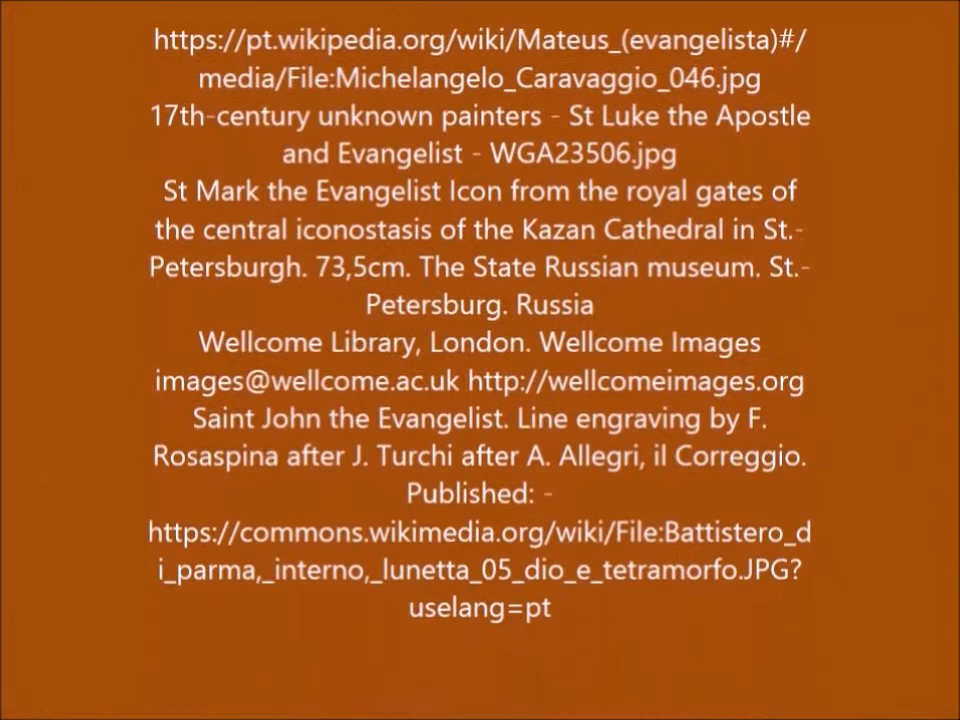 https://pt.wikipedia.org/wiki/Mateus_(evangelista)#/
media/File:Michelangelo_Caravaggio_046.jpg
17th-century unknown painters - St Luke the Apostle
and Evangelist - WGA23506.jpg
St Mark the Evangelist Icon from the royal gates of
the central iconostasis of the Kazan Cathedral in St.-
Petersburgh. 73,5cm. The State Russian museum. St.-
Petersburg. Russia
Wellcome Library, London. Wellcome Images
images@wellcome.ac.uk http://wellcomeimages.org
Saint John the Evangelist. Line engraving by F.
Rosaspina after J. Turchi after A. Allegri, il Correggio.
Published: -
https://commons.wikimedia.org/wiki/File:Battistero_d
i_parma,_interno,_lunetta_05_dio_e_tetramorfo.JPG?
uselang=pt